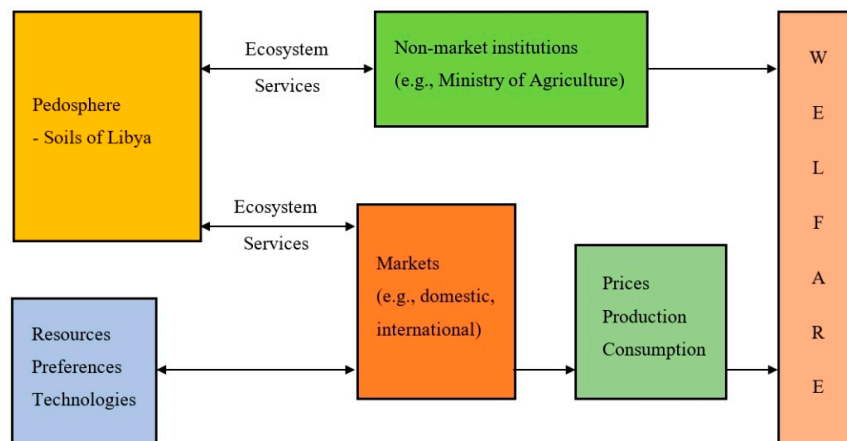 Pedosphere
- Soils of Libya
Ecosystem
Services
Non-market institutions
(e.g., Ministry of Agriculture)
Ecosystem
Services
Markets
(e.g., domestic,
international)
Resources
Preferences
Technologies
Prices
Production
Consumption
W
E
L
F
A
R
E